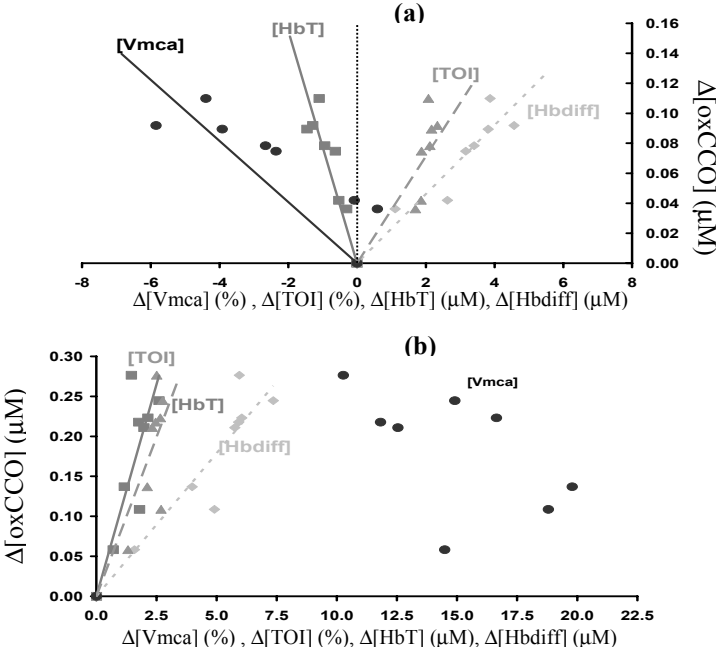 (a)
[HbT]
[Vmca]
[TOI]
[Hbdiff]
0.16
0.14
0.12
0.10
0.08
0.06
0.04
0.02
0.00
Δ[oxCCO] (μM)
-8 -6 -4 -2 0 2 4 6 8
Δ[Vmca] (%) , Δ[TOI] (%), Δ[HbT] (μM), Δ[Hbdiff] (μM)
(b)
[TOI]
[HbT]
[Vmca]
[Hbdiff]
0.30
0.25
0.20
0.15
0.10
0.05
0.00
Δ[oxCCO] (μM)
0.0 2.5 5.0 7.5 10.0 12.5 15.0 17.5 20.0 22.5
Δ[Vmca] (%) , Δ[TOI] (%), Δ[HbT] (μM), Δ[Hbdiff] (μM)